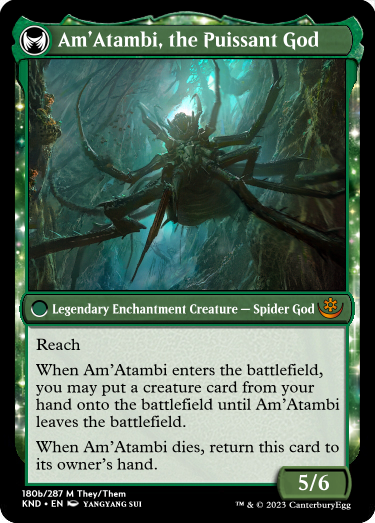 Am'Atambi, the Puissant God
Legendary Enchantment Creature — Spider God
Reach
When Am'Atambi enters the battlefield,
you may put a creature card from your
hand onto the battlefield until Am'Atambi
leaves the battlefield.
When Am'Atambi dies, return this card to
its owner's hand.
5/6
180b/287 M They/Them
KND • EN YANGYANG SUI
™ & © 2023 CanterburyEgg